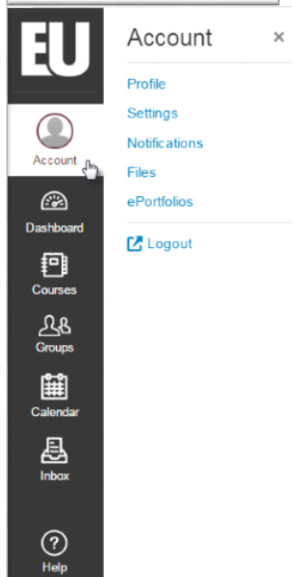 EU
Account
Dashboard
Courses
Groups
Calendar
Inbox
Help
Account ×
Profile
Settings
Notifications
Files
ePortfolios
Logout